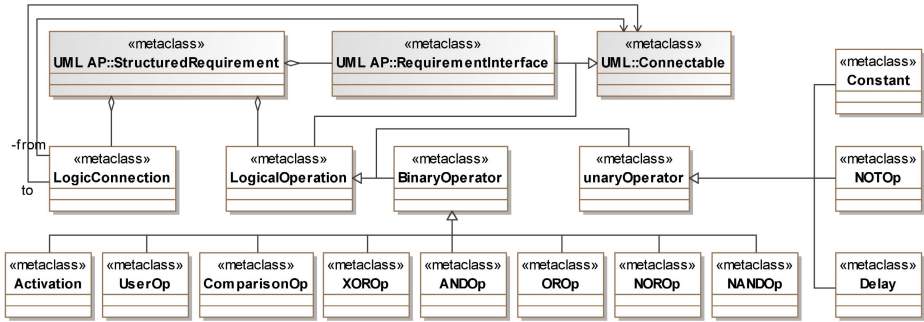 «metaclass»
UML AP::StructuredRequirement
«metaclass»
UML AP::RequirementInterface
«metaclass»
UML::Connectable
«metaclass»
Constant
-from
to
«metaclass»
LogicConnection
«metaclass»
LogicalOperation
«metaclass»
BinaryOperator
«metaclass»
unaryOperator
«metaclass»
NOTOp
«metaclass»
Activation
«metaclass»
UserOp
«metaclass»
ComparisonOp
«metaclass»
XOROp
«metaclass»
ANDOp
«metaclass»
OROp
«metaclass»
NOROp
«metaclass»
NANDOp
«metaclass»
Delay